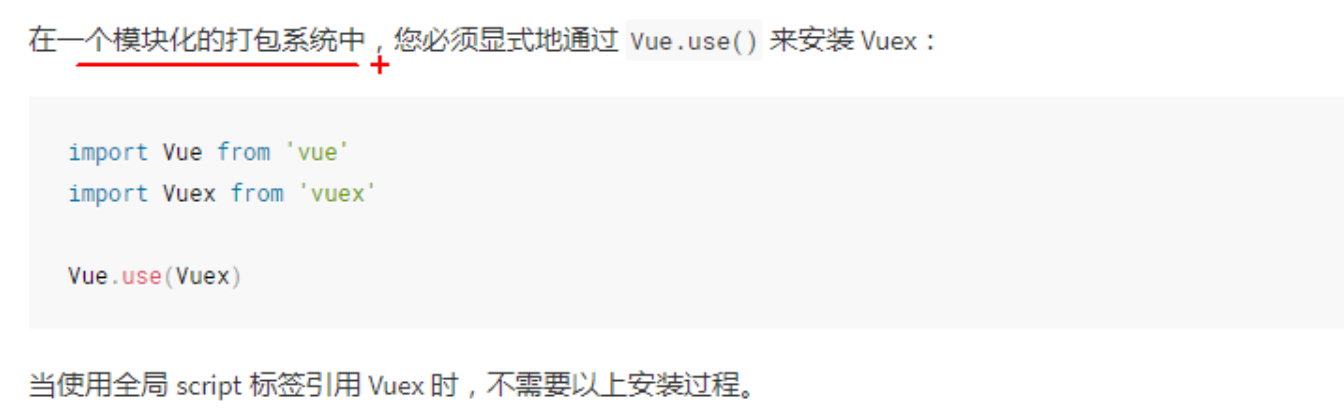 在一个模块化的打包系统中，您必须显式地通过 Vue.use() 来安装 Vuex：
import Vue from 'vue'
import Vuex from 'vuex'
Vue.use(Vuex)
当使用全局 script 标签引用 Vuex 时，不需要以上安装过程。